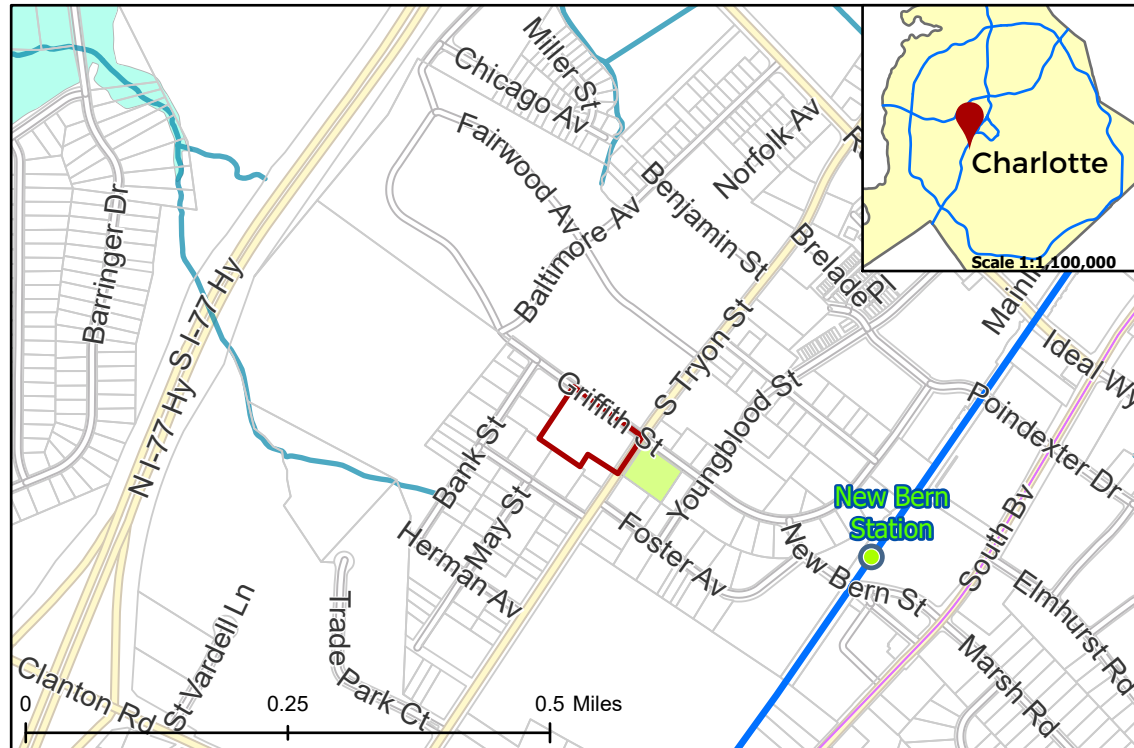 Miller St
Chicago Av
Fairwood Av
Norfolk Av
Benjamin St
Baltimore Av
Brelade Pl
Barringer Dr
N I-77 Hy S I-77 Hy
S Tryon St
Griffith St
Youngblood St
Bank St
May St
Herman Av
Foster Av
New Bern
Station
New Bern St
Poindexter Dr
Ideal Wy
South Bv
Elmhurst Rd
Marsh Rd
Trade Park Ct
St Vardell Ln
Clanton Rd
Charlotte
Scale 1:1,100,000
0 0.25 0.5 Miles